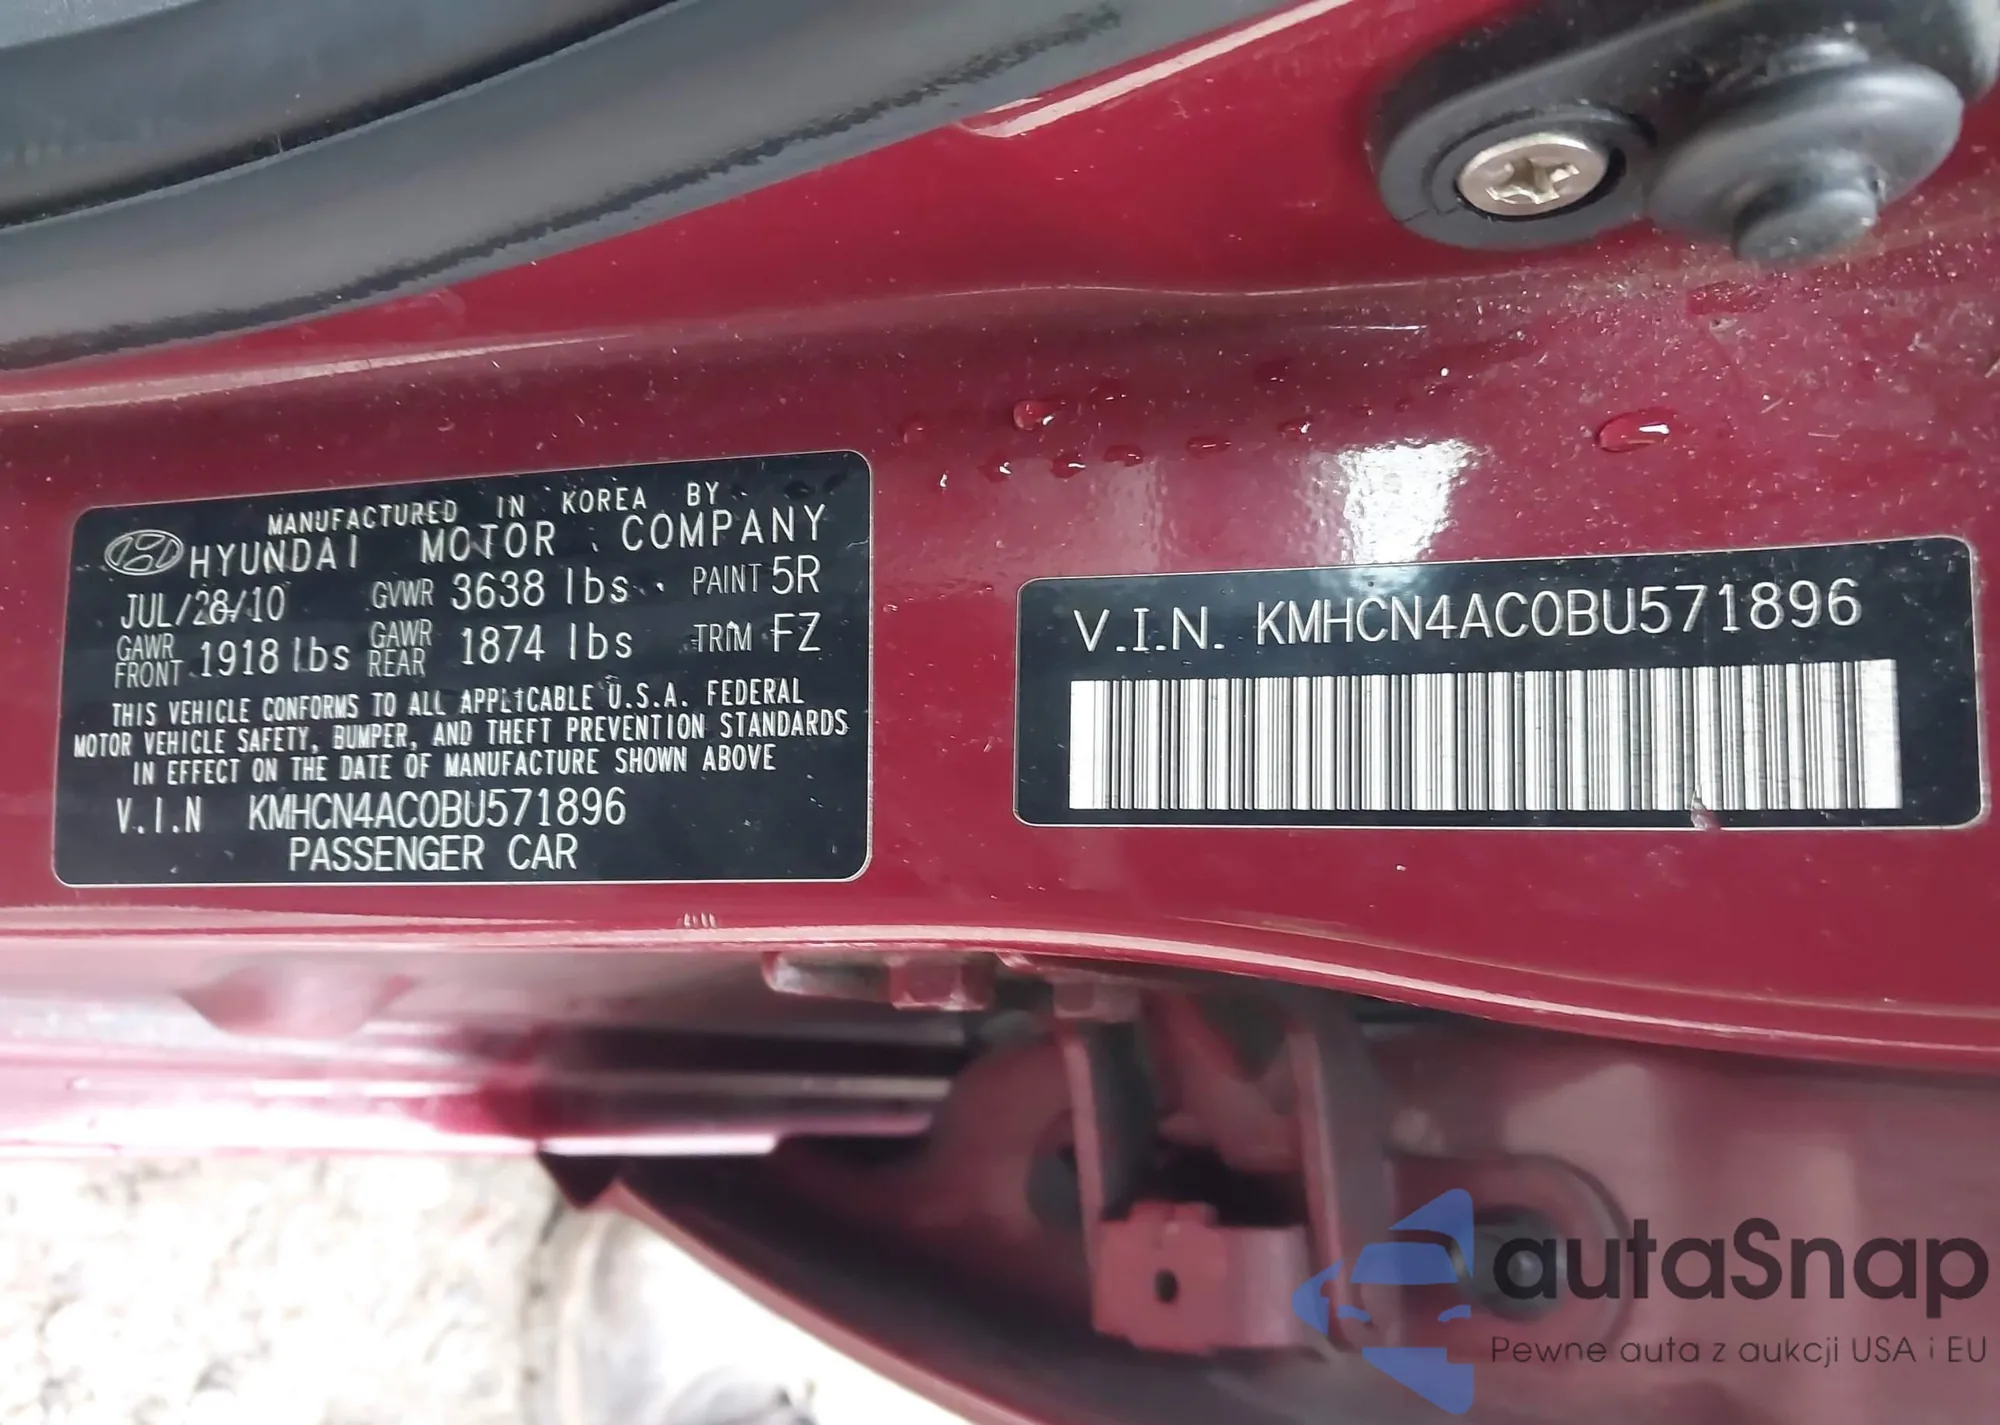 MANUFACTURED IN KOREA BY
HYUNDAI MOTOR COMPANY
JUL/28/10 GVWR 3638 lbs PAINT 5R
GAWR FRONT 1918 lbs GAWR REAR 1874 lbs TRIM FZ
THIS VEHICLE CONFORMS TO ALL APPLICABLE U.S.A. FEDERAL
MOTOR VEHICLE SAFETY, BUMPER, AND THEFT PREVENTION STANDARDS
IN EFFECT ON THE DATE OF MANUFACTURE SHOWN ABOVE
V.I.N KMHCN4AC0BU571896
PASSENGER CAR
V.I.N. KMHCN4AC0BU571896
autaSnap
Pewne auta z aukcji USA i EU